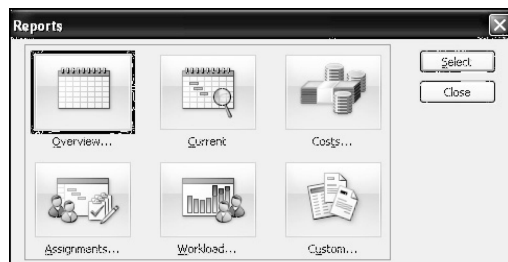 Reports
Select
Close
Overview...
Current
Costs...
Assignments...
Workload...
Custom...